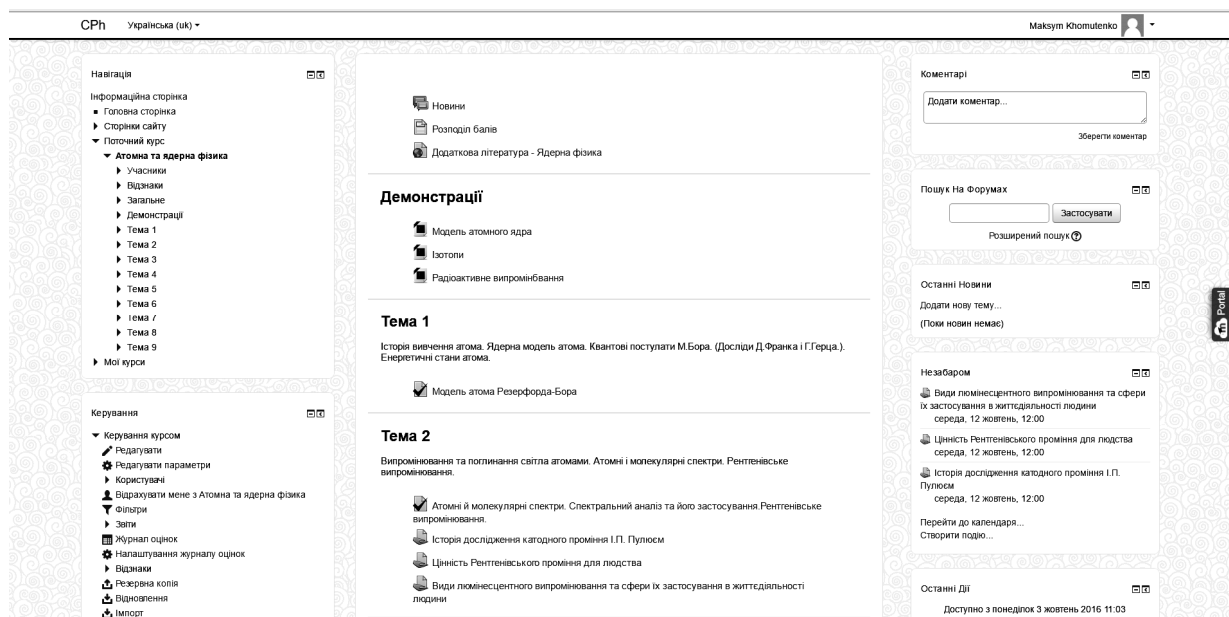 CPh Українська (uk)
Maksym Khomutenko
Навігація
Інформаційна сторінка
Головна сторінка
Сторінки сайту
Поточний курс
Атомна та ядерна фізика
Учасники
Відзнаки
Загальне
Демонстрації
Тема 1
Тема 2
Тема 3
Тема 4
Тема 5
Тема 6
Тема 7
Тема 8
Тема 9
Мої курси
Керування
Керування курсом
Редагувати
Редагувати параметри
Користувачі
Відрахувати мене з Атомна та ядерна фізика
Фільтри
Звіти
Журнал оцінок
Налаштування журналу оцінок
Відзнаки
Резервна копія
Відновлення
Імпорт
Новини
Розподіл балів
Додаткова література - Ядерна фізика
Демонстрації
Модель атомного ядра
Ізотопи
Радіоактивне випромінбвання
Тема 1
Історія вивчення атома. Ядерна модель атома. Квантові постулати М.Бора. (Досліди Д.Франка і Г.Герца.).
Енергетичні стани атома.
Модель атома Резерфорда-Бора
Тема 2
Випромінювання та поглинання світла атомами. Атомні і молекулярні спектри. Рентгенівське
випромінювання.
Атомні й молекулярні спектри. Спектральний аналіз та його застосування.Рентгенівське
випромінювання.
Історія дослідження катодного проміння І.П. Пулюєм
Цінність Рентгенівського проміння для людства
Види люмінесцентного випромінювання та сфери їх застосування в життєдіяльності
людини
Коментарі
Додати коментар...
Зберегти коментар
Пошук На Форумах
Застосувати
Розширений пошук
Останні Новини
Додати нову тему...
(Поки новин немає)
Незабаром
Види люмінесцентного випромінювання та сфери
їх застосування в життєдіяльності людини
середа, 12 жовтень, 12:00
Цінність Рентгенівського проміння для людства
середа, 12 жовтень, 12:00
Історія дослідження катодного проміння І.П.
Пулюєм
середа, 12 жовтень, 12:00
Перейти до календаря...
Створити подію...
Останні Дії
Доступно з понеділок 3 жовтень 2016 11:03
Portal